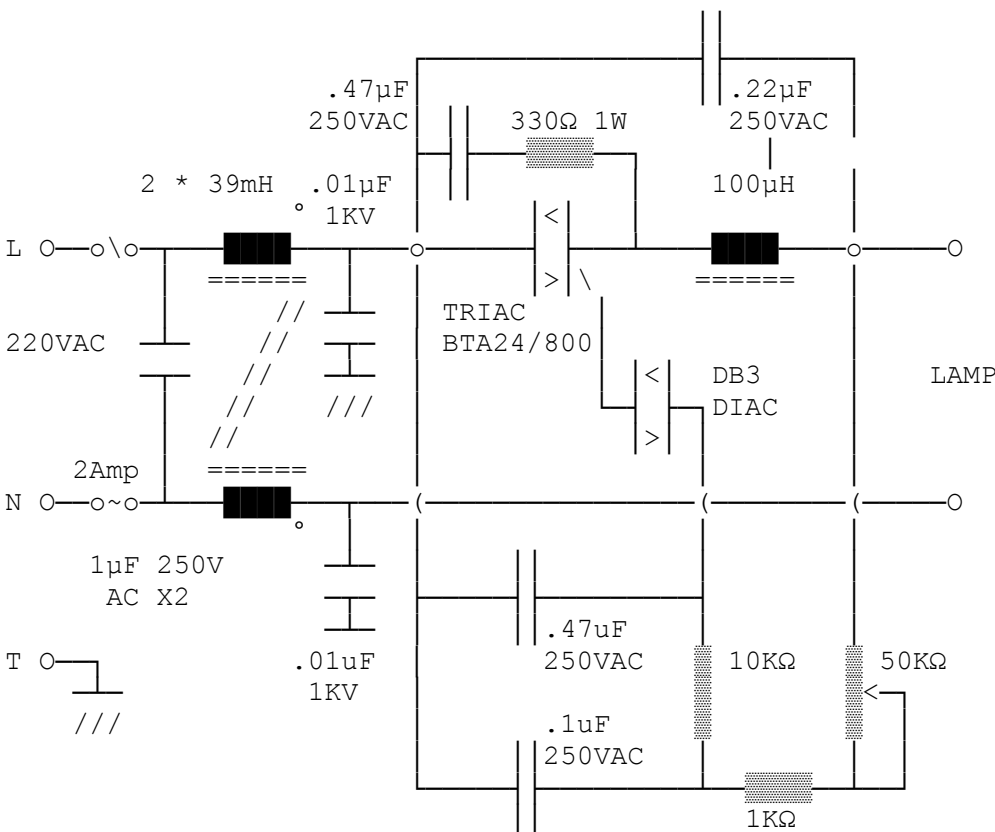 .47µF
250VAC
330Ω 1W
.22µF
250VAC
2 * 39mH
.01µF
1KV
100µH
L
220VAC
TRIAC
BTA24/800
DB3
DIAC
LAMP
2Amp
N
1µF 250V
AC X2
.47uF
250VAC
T
.01uF
1KV
10KΩ
50KΩ
.1uF
250VAC
1KΩ